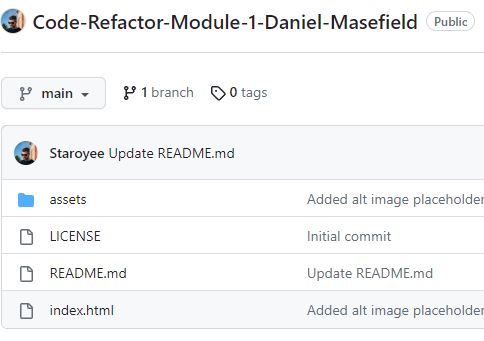 Code-Refactor-Module-1-Daniel-Masefield Public
main 1 branch 0 tags
Staroyee Update README.md
assets Added alt image placeholder
LICENSE Initial commit
README.md Update README.md
index.html Added alt image placeholder